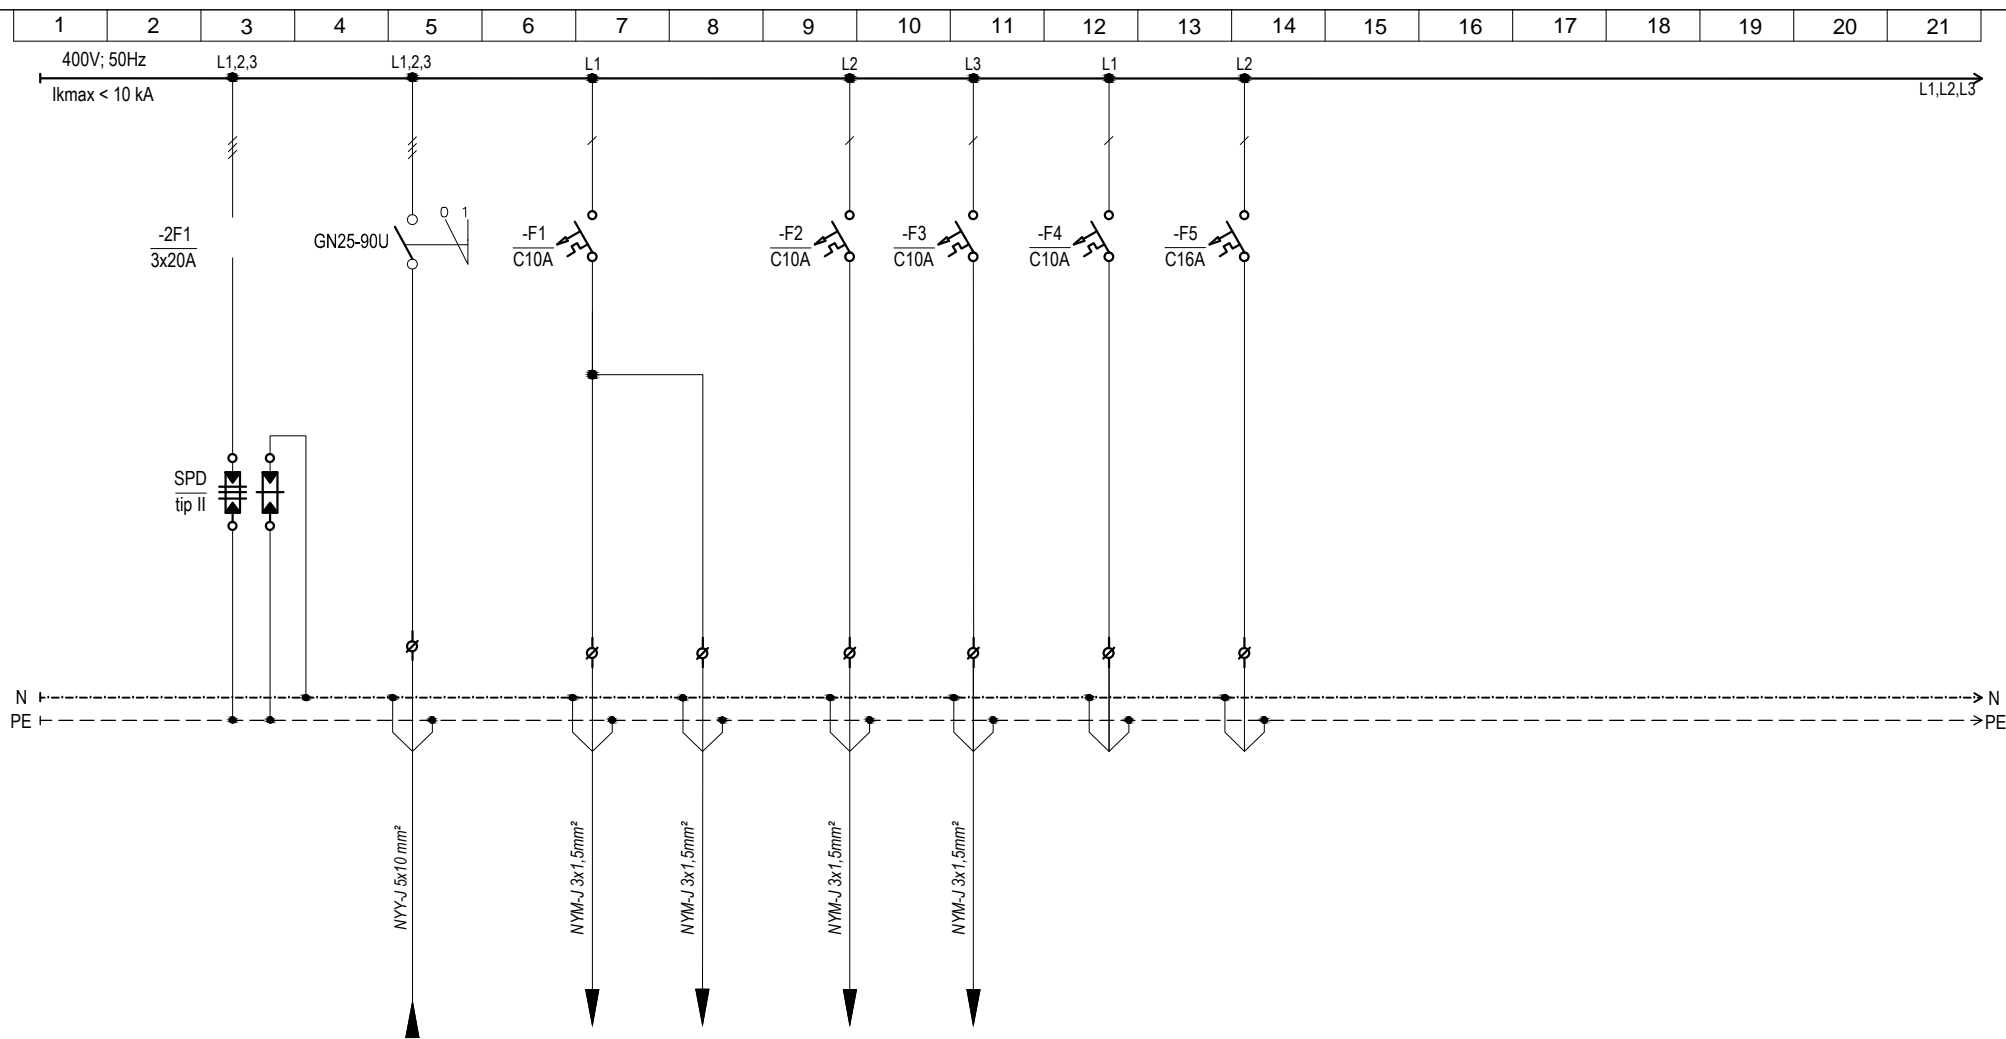 1 2 3 4 5 6 7 8 9 10 11 12 13 14 15 16 17 18 19 20 21
400V; 50Hz L1,2,3 L1,2,3 L1 L2 L3 L1 L2
Ikmax < 10 kA L1,L2,L3
0 1
-2F1 GN25-90U -F1 -F2 -F3 -F4 -F5
3x20A C10A C10A C10A C10A C16A
SPD
tip II
N N
PE PE
NYY-J 5x10 mm²
NYM-J 3x1,5mm²
NYM-J 3x1,5mm²
NYM-J 3x1,5mm²
NYM-J 3x1,5mm²